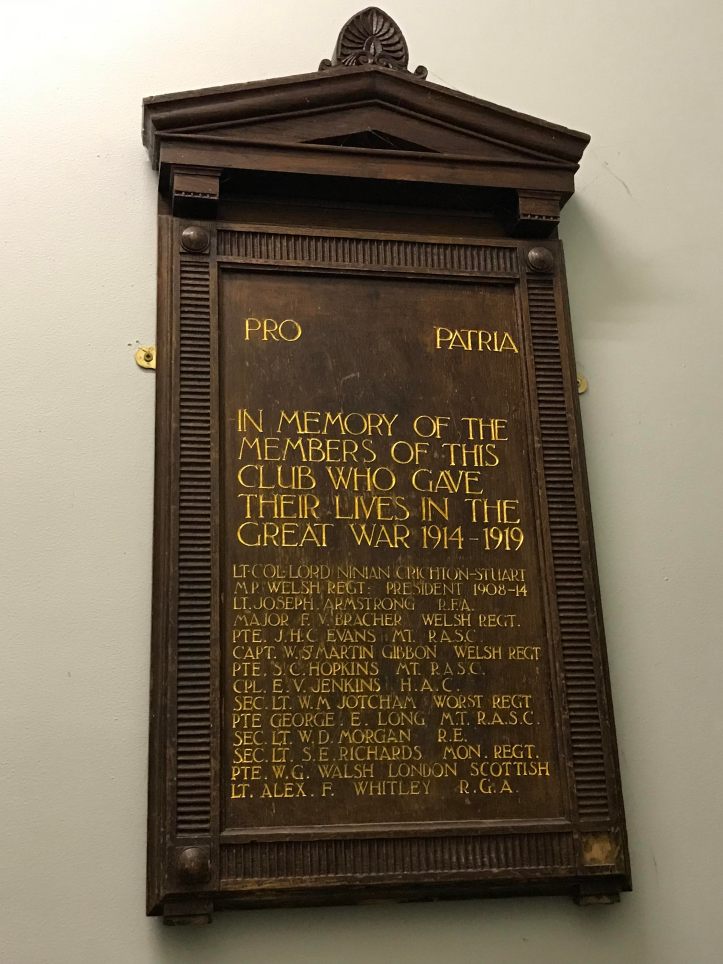 PRO PATRIA
IN MEMORY OF THE
MEMBERS OF THIS
CLUB WHO GAVE
THEIR LIVES IN THE
GREAT WAR 1914-1919
LT·COL·LORD NINIAN CRICHTON-STUART
M.P. WELSH REGT: PRESIDENT 1908-14
LT. JOSEPH. ARMSTRONG R.F.A.
MAJOR F. V. BRACHER WELSH REGT.
PTE. J.H.C. EVANS MT. R.A.S.C.
CAPT. W. ST MARTIN GIBBON WELSH REGT
PTE. S.C. HOPKINS MT. R.A.S.C.
CPL. E. V. JENKINS H.A.C.
SEC. LT. W.M JOTCHAM WORST REGT
PTE GEORGE. E. LONG M.T. R.A.S.C.
SEC. LT. W.D. MORGAN R.E.
SEC. LT. S.E. RICHARDS MON. REGT.
PTE. W.G. WALSH LONDON SCOTTISH
LT. ALEX. F. WHITLEY R.G.A.